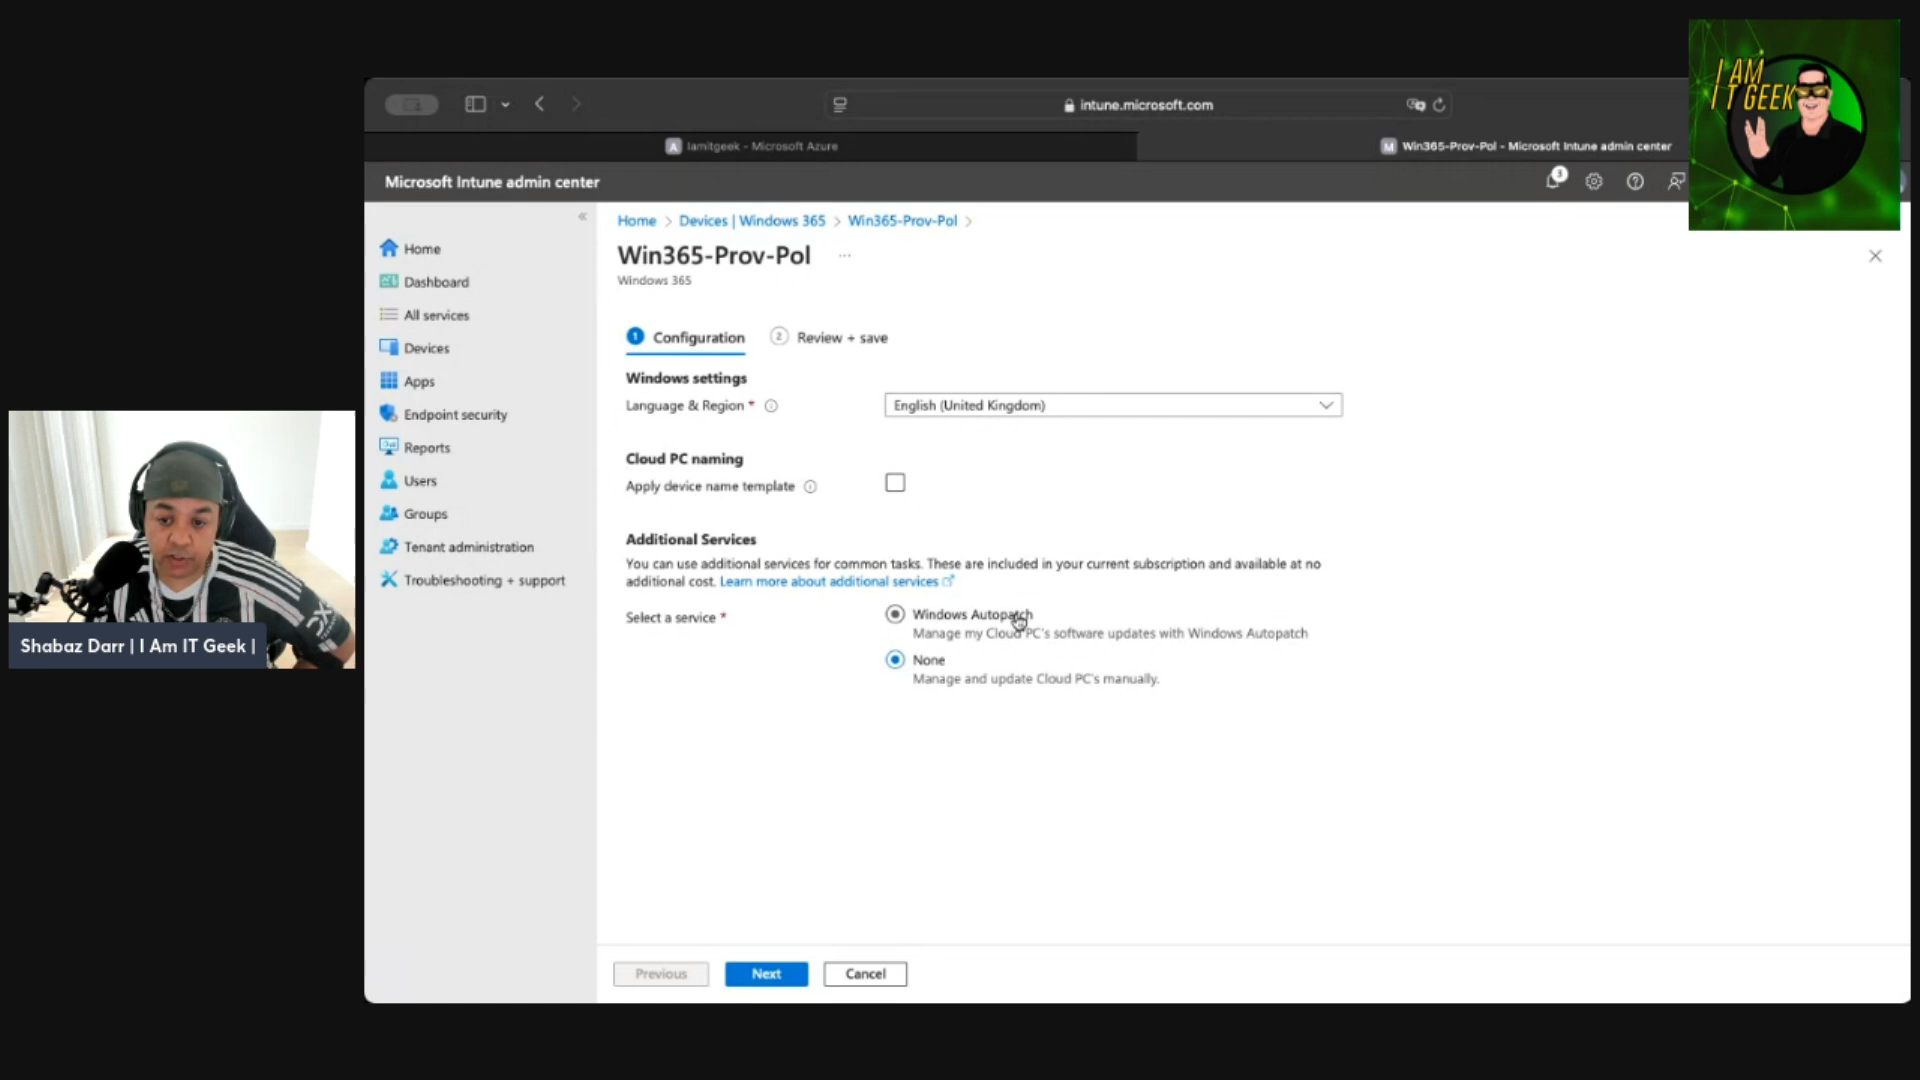 I AM
IT GEEK
intune.microsoft.com
A Iamitgeek - Microsoft Azure
M Win365-Prov-Pol - Microsoft Intune admin center
Microsoft Intune admin center
3
Home > Devices | Windows 365 > Win365-Prov-Pol >
Win365-Prov-Pol ...
Windows 365
Home
Dashboard
All services
Devices
Apps
Endpoint security
Reports
Users
Groups
Tenant administration
Troubleshooting + support
1 Configuration
2 Review + save
Windows settings
Language & Region *
English (United Kingdom)
Cloud PC naming
Apply device name template
Additional Services
You can use additional services for common tasks. These are included in your current subscription and available at no
additional cost. Learn more about additional services
Select a service *
Windows Autopatch
Manage my Cloud PC's software updates with Windows Autopatch
None
Manage and update Cloud PC's manually.
Previous
Next
Cancel
Shabaz Darr | I Am IT Geek |